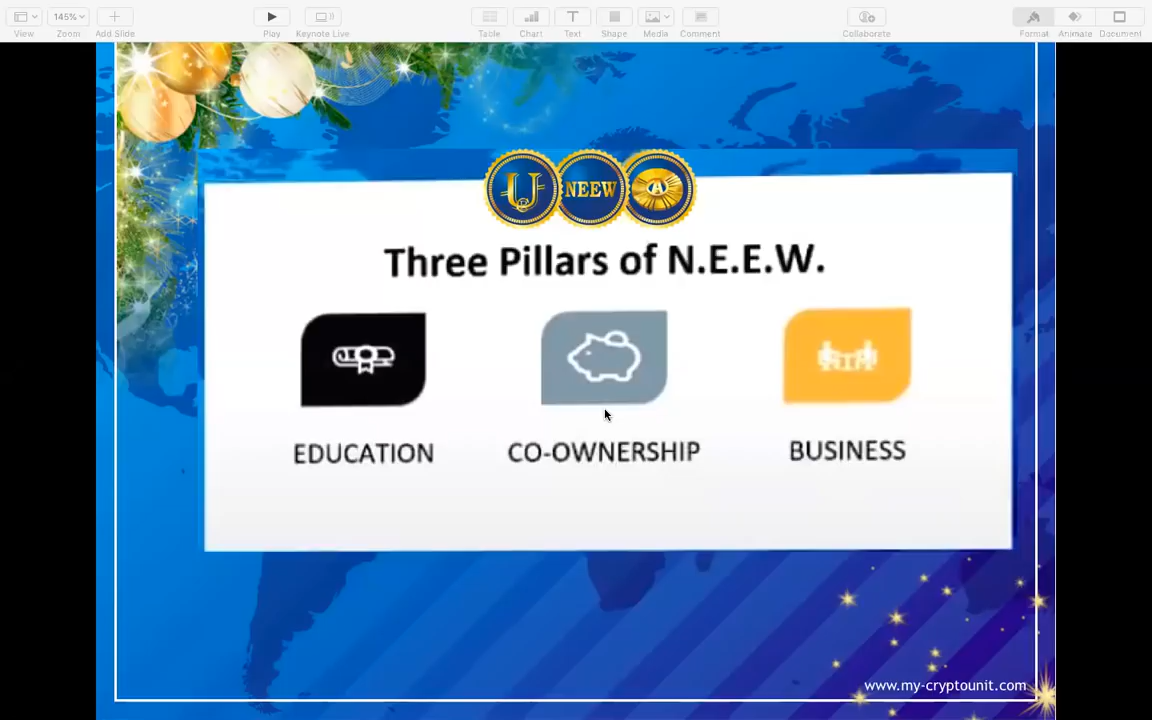 View
145%
Zoom
Add Slide
Play
Keynote Live
Table
Chart
Text
Shape
Media
Comment
Collaborate
Format
Animate
Document
U NEEW A
Three Pillars of N.E.E.W.
EDUCATION
CO-OWNERSHIP
BUSINESS
www.my-cryptounit.com